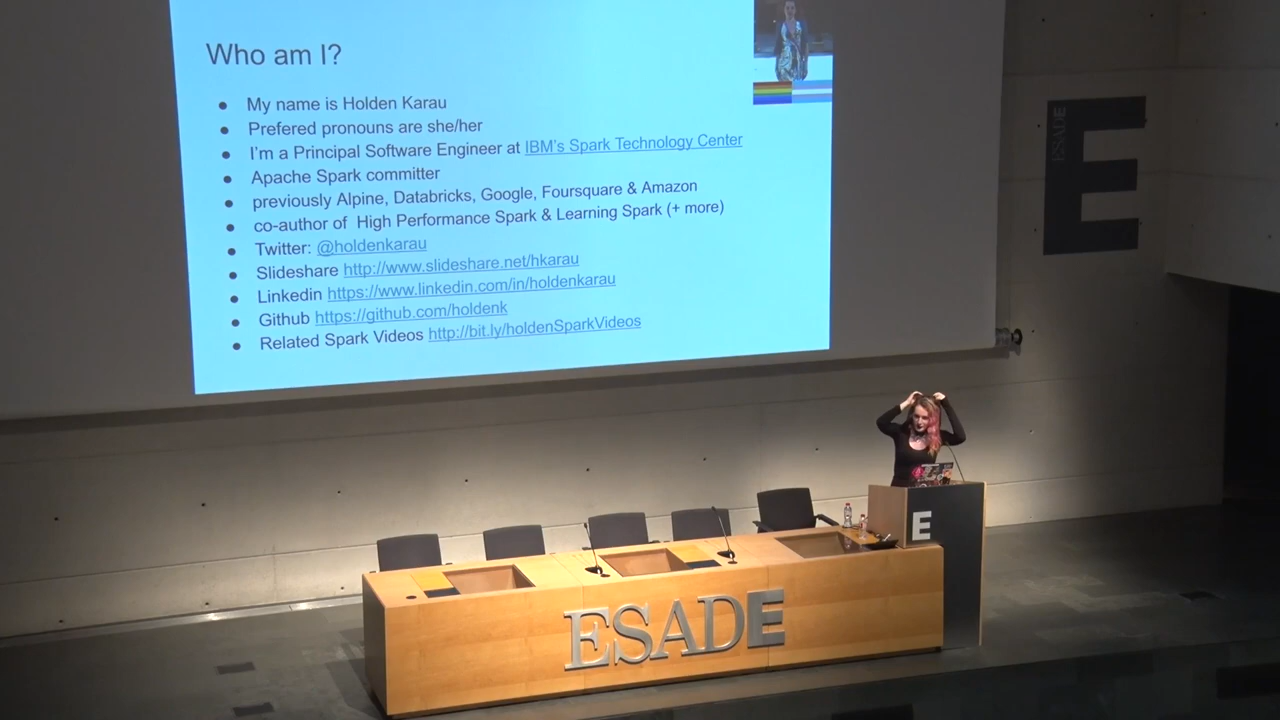 Who am I?
● My name is Holden Karau
● Prefered pronouns are she/her
● I'm a Principal Software Engineer at IBM's Spark Technology Center
● Apache Spark committer
● previously Alpine, Databricks, Google, Foursquare & Amazon
● co-author of High Performance Spark & Learning Spark (+ more)
● Twitter: @holdenkarau
● Slideshare http://www.slideshare.net/hkarau
● Linkedin https://www.linkedin.com/in/holdenkarau
● Github https://github.com/holdenk
● Related Spark Videos http://bit.ly/holdenSparkVideos
ESADE
E
E
ESADE